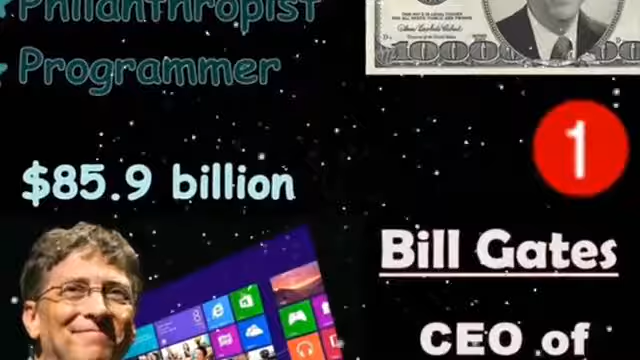 Philanthropist
Programmer
$85.9 billion
1
Bill Gates
CEO of